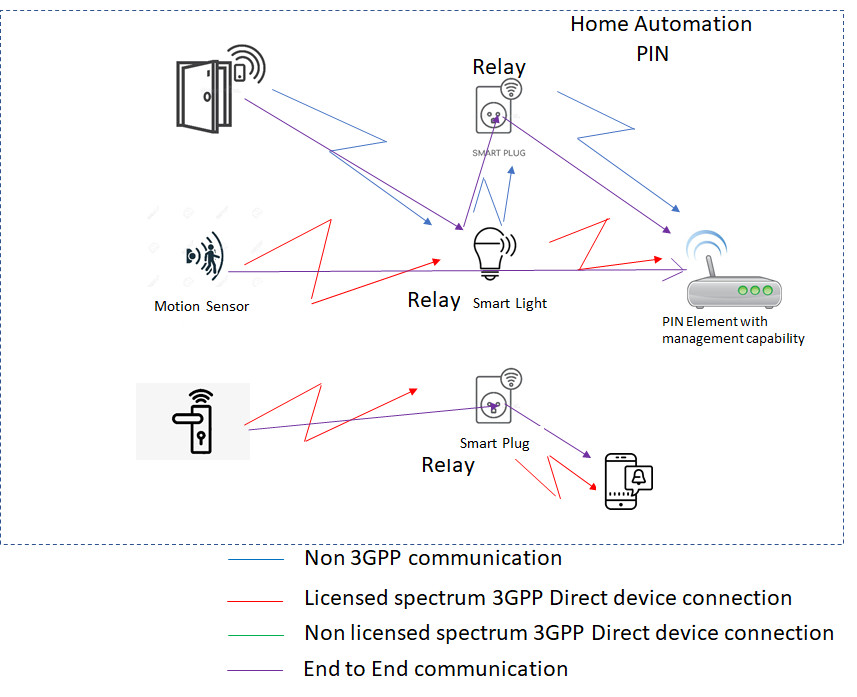 Home Automation
PIN
Relay
SMART PLUG
Motion Sensor
Relay
Smart Light
PIN Element with
management capability
Smart Plug
Relay
Non 3GPP communication
Licensed spectrum 3GPP Direct device connection
Non licensed spectrum 3GPP Direct device connection
End to End communication